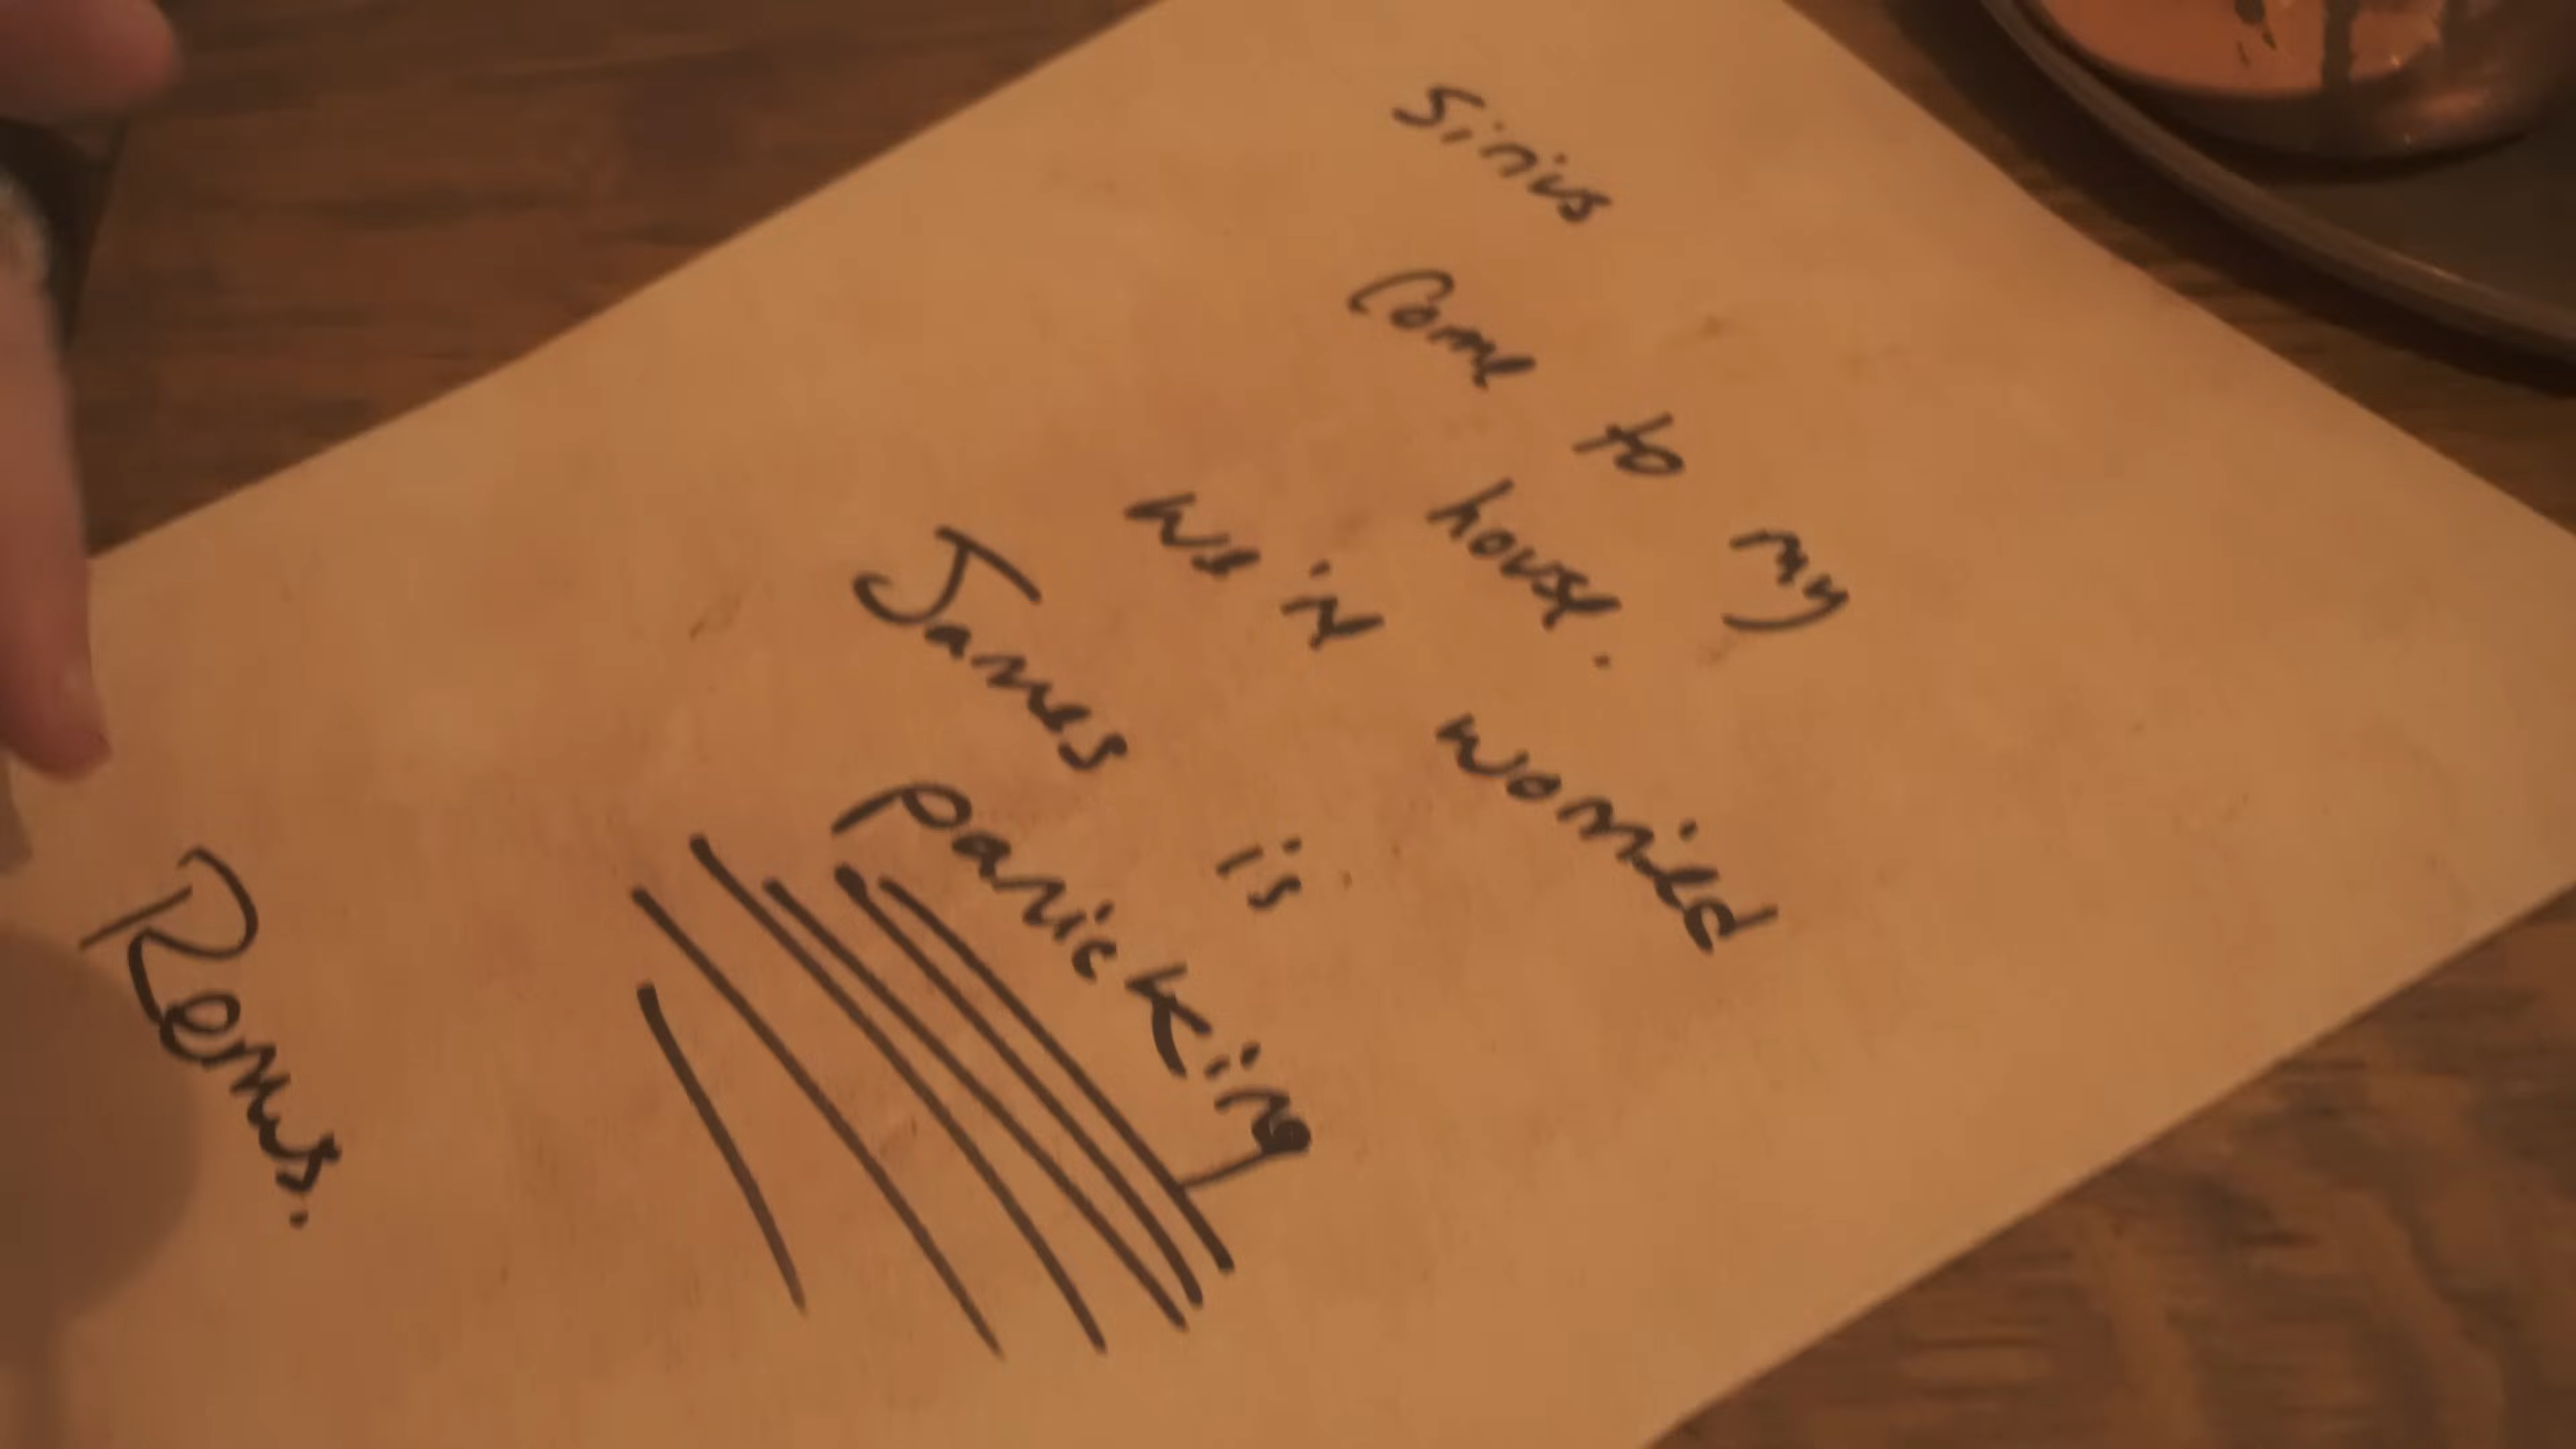 Sirius
Come to my
house.
We're worried
James is
panicking
Remus.